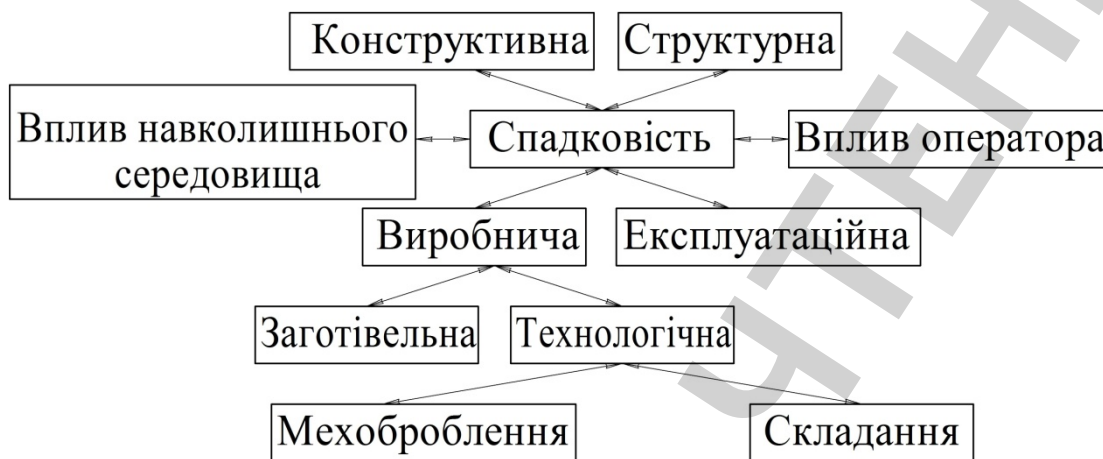 Конструктивна
Структурна
Вплив навколишнього
середовища
Спадковість
Вплив оператора
Виробнича
Експлуатаційна
Заготівельна
Технологічна
Мехоброблення
Складання